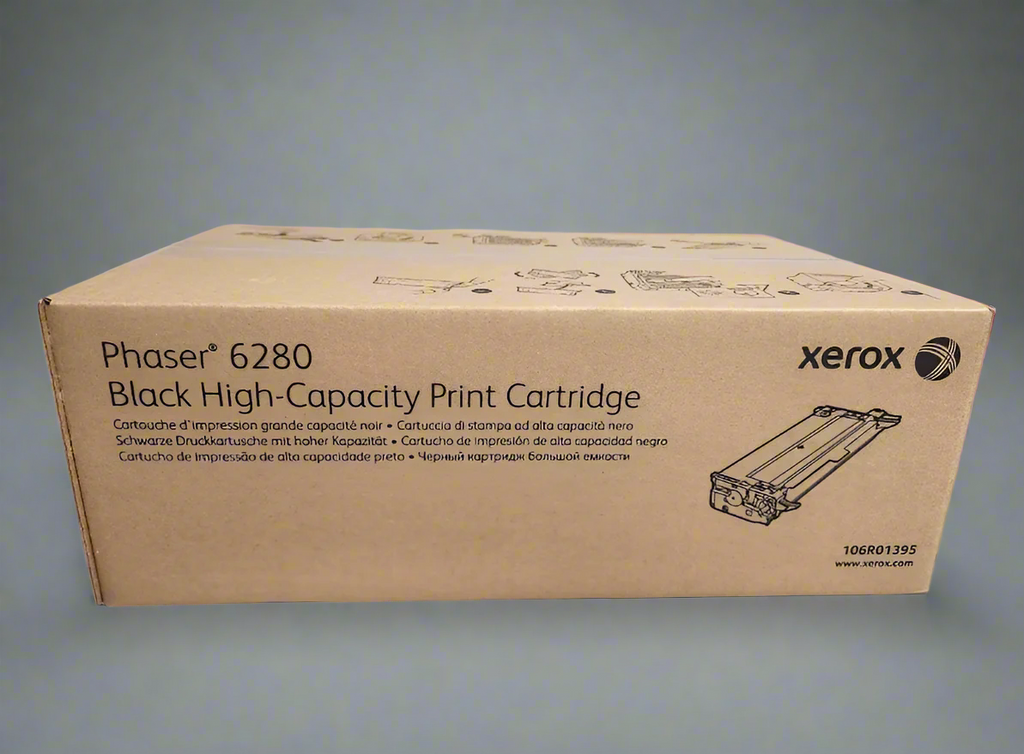 Phaser® 6280
Black High-Capacity Print Cartridge
Cartouche d'impression grande capacité noir • Cartuccia di stampa ad alta capacità nero
Schwarze Druckkartusche mit hoher Kapazität • Cartucho de impresión de alta capacidad negro
Cartucho de impressão de alta capacidade preto • Черный картридж большой емкости
xerox
106R01395
www.xerox.com